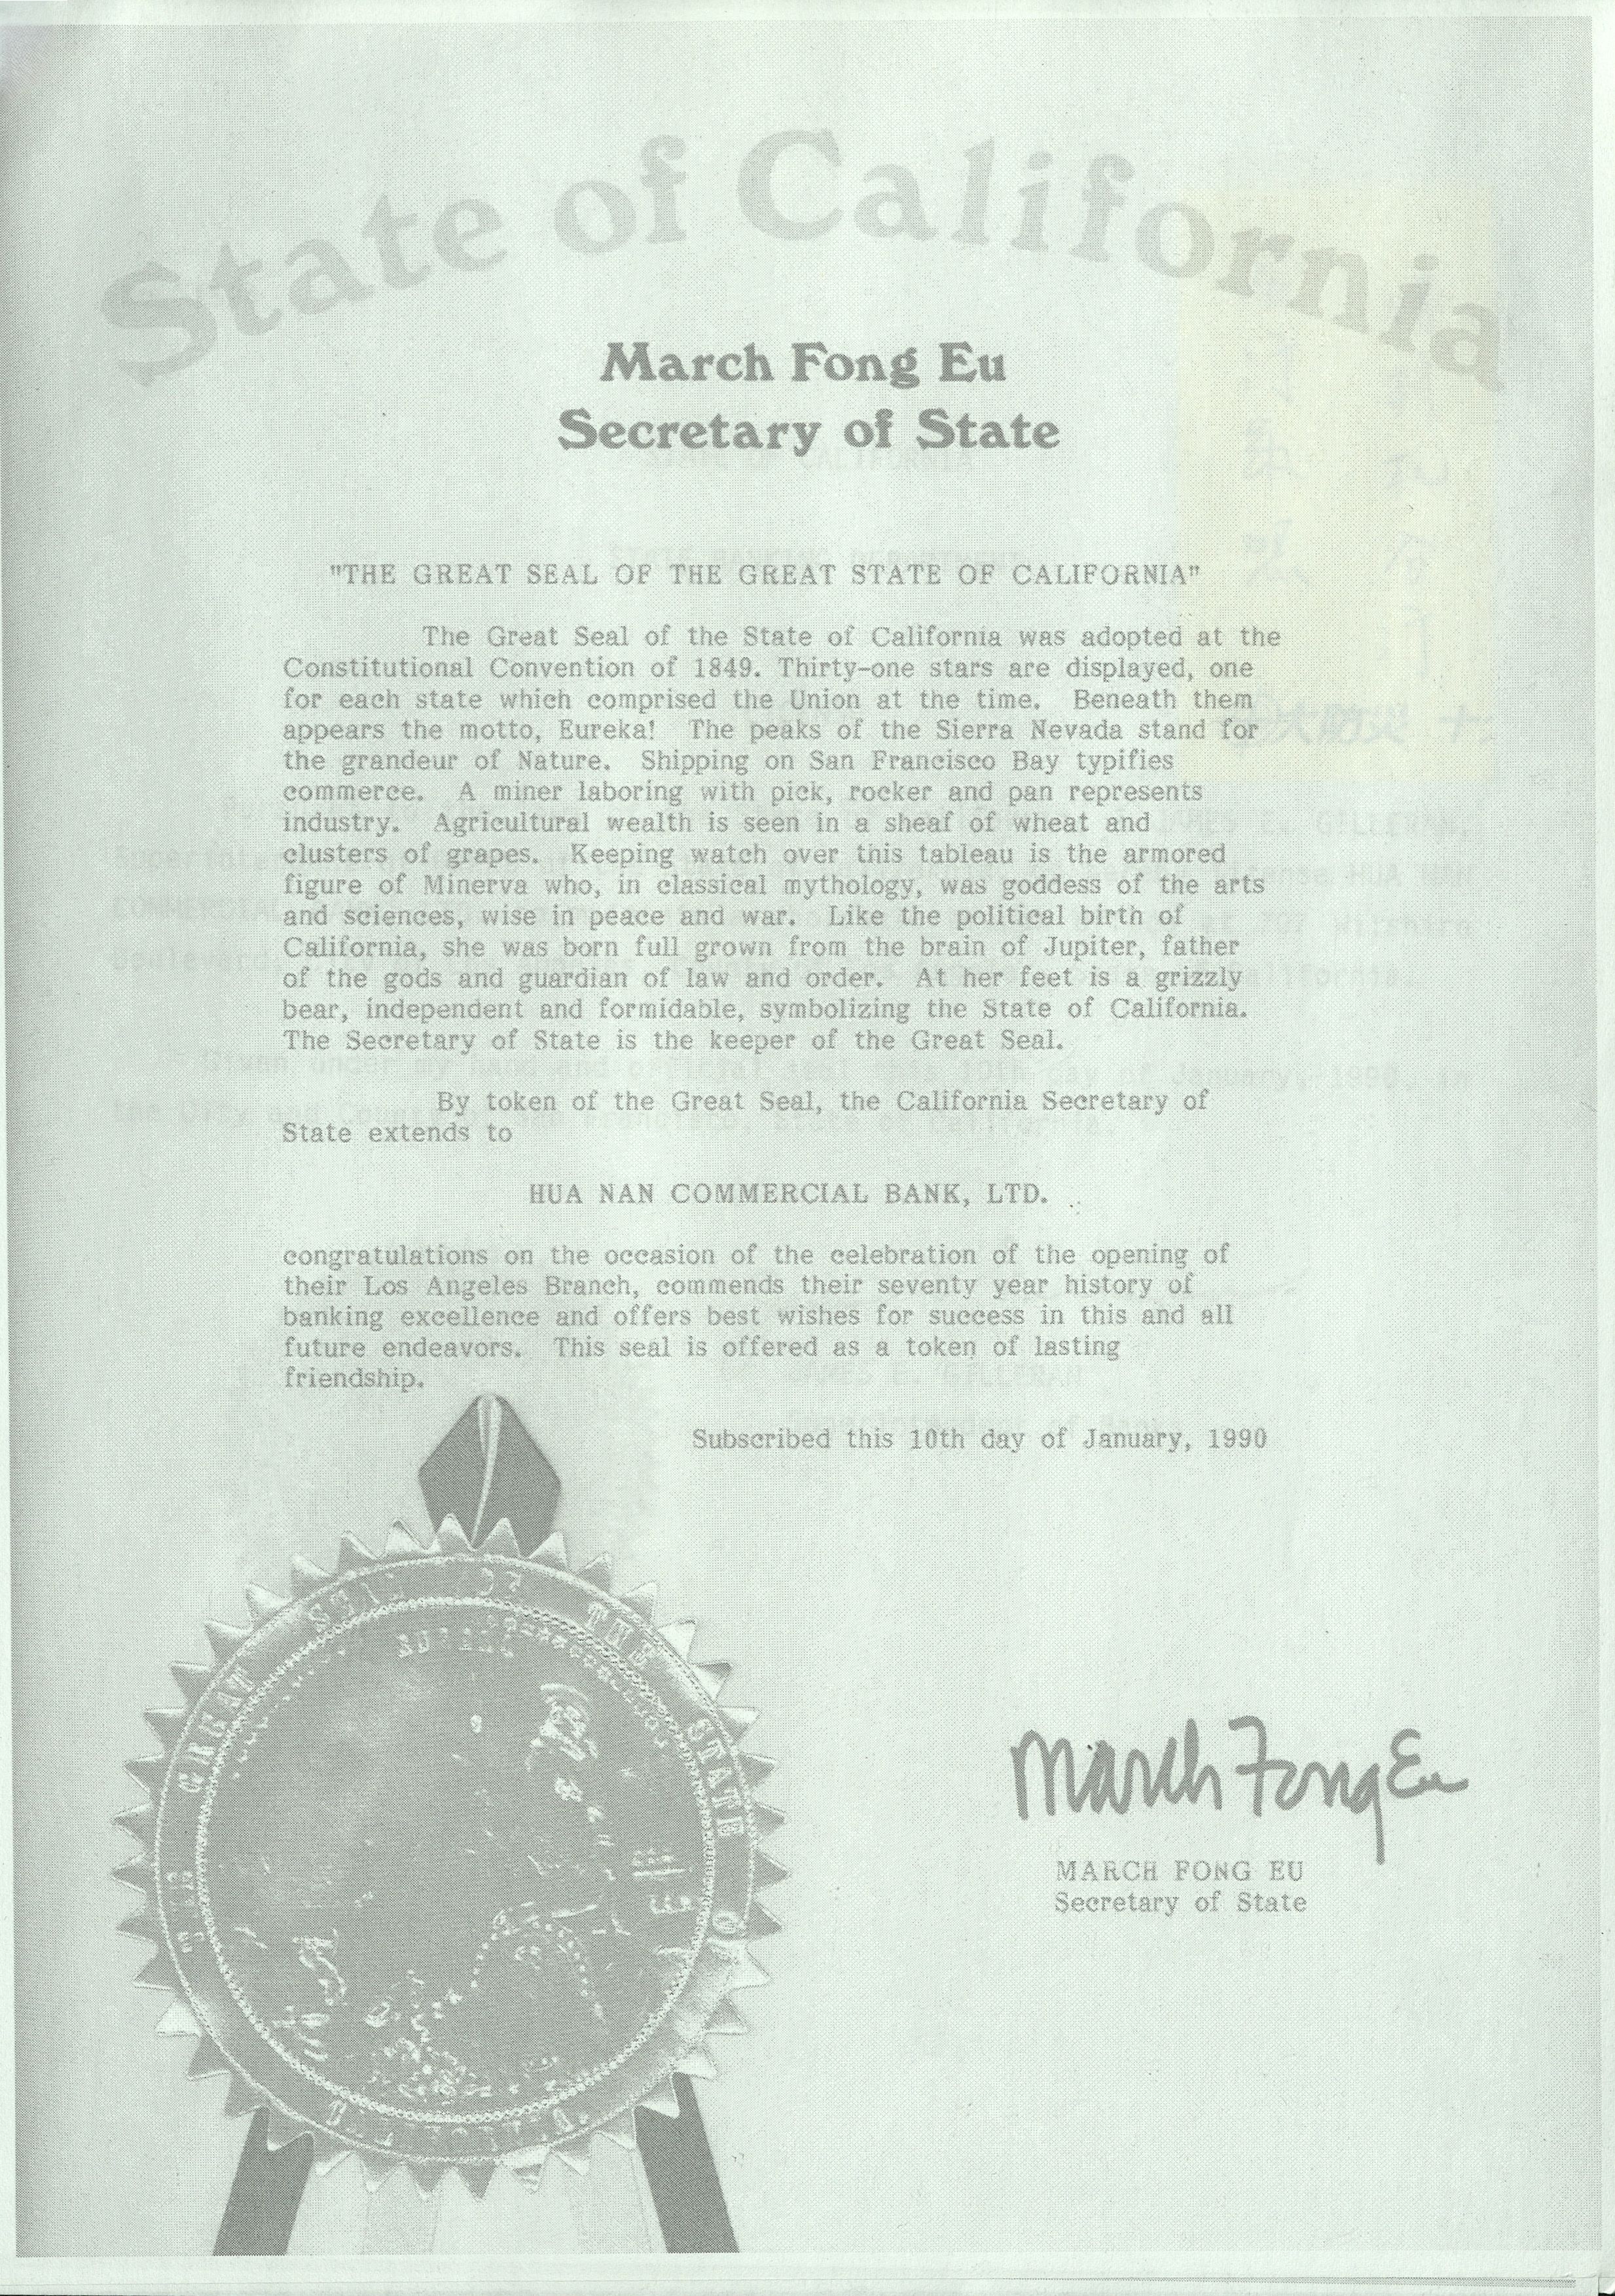 State of California
March Fong Eu
Secretary of State
"THE GREAT SEAL OF THE GREAT STATE OF CALIFORNIA"
The Great Seal of the State of California was adopted at the
Constitutional Convention of 1849. Thirty-one stars are displayed, one
for each state which comprised the Union at the time. Beneath them
appears the motto, Eureka! The peaks of the Sierra Nevada stand for
the grandeur of Nature. Shipping on San Francisco Bay typifies
commerce. A miner laboring with pick, rocker and pan represents
industry. Agricultural wealth is seen in a sheaf of wheat and
clusters of grapes. Keeping watch over this tableau is the armored
figure of Minerva who, in classical mythology, was goddess of the arts
and sciences, wise in peace and war. Like the political birth of
California, she was born full grown from the brain of Jupiter, father
of the gods and guardian of law and order. At her feet is a grizzly
bear, independent and formidable, symbolizing the State of California.
The Secretary of State is the keeper of the Great Seal.
By token of the Great Seal, the California Secretary of
State extends to
HUA NAN COMMERCIAL BANK, LTD.
congratulations on the occasion of the celebration of the opening of
their Los Angeles Branch, commends their seventy year history of
banking excellence and offers best wishes for success in this and all
future endeavors. This seal is offered as a token of lasting
friendship.
Subscribed this 10th day of January, 1990
GREAT SEAL OF THE STATE
March Fong Eu
MARCH FONG EU
Secretary of State